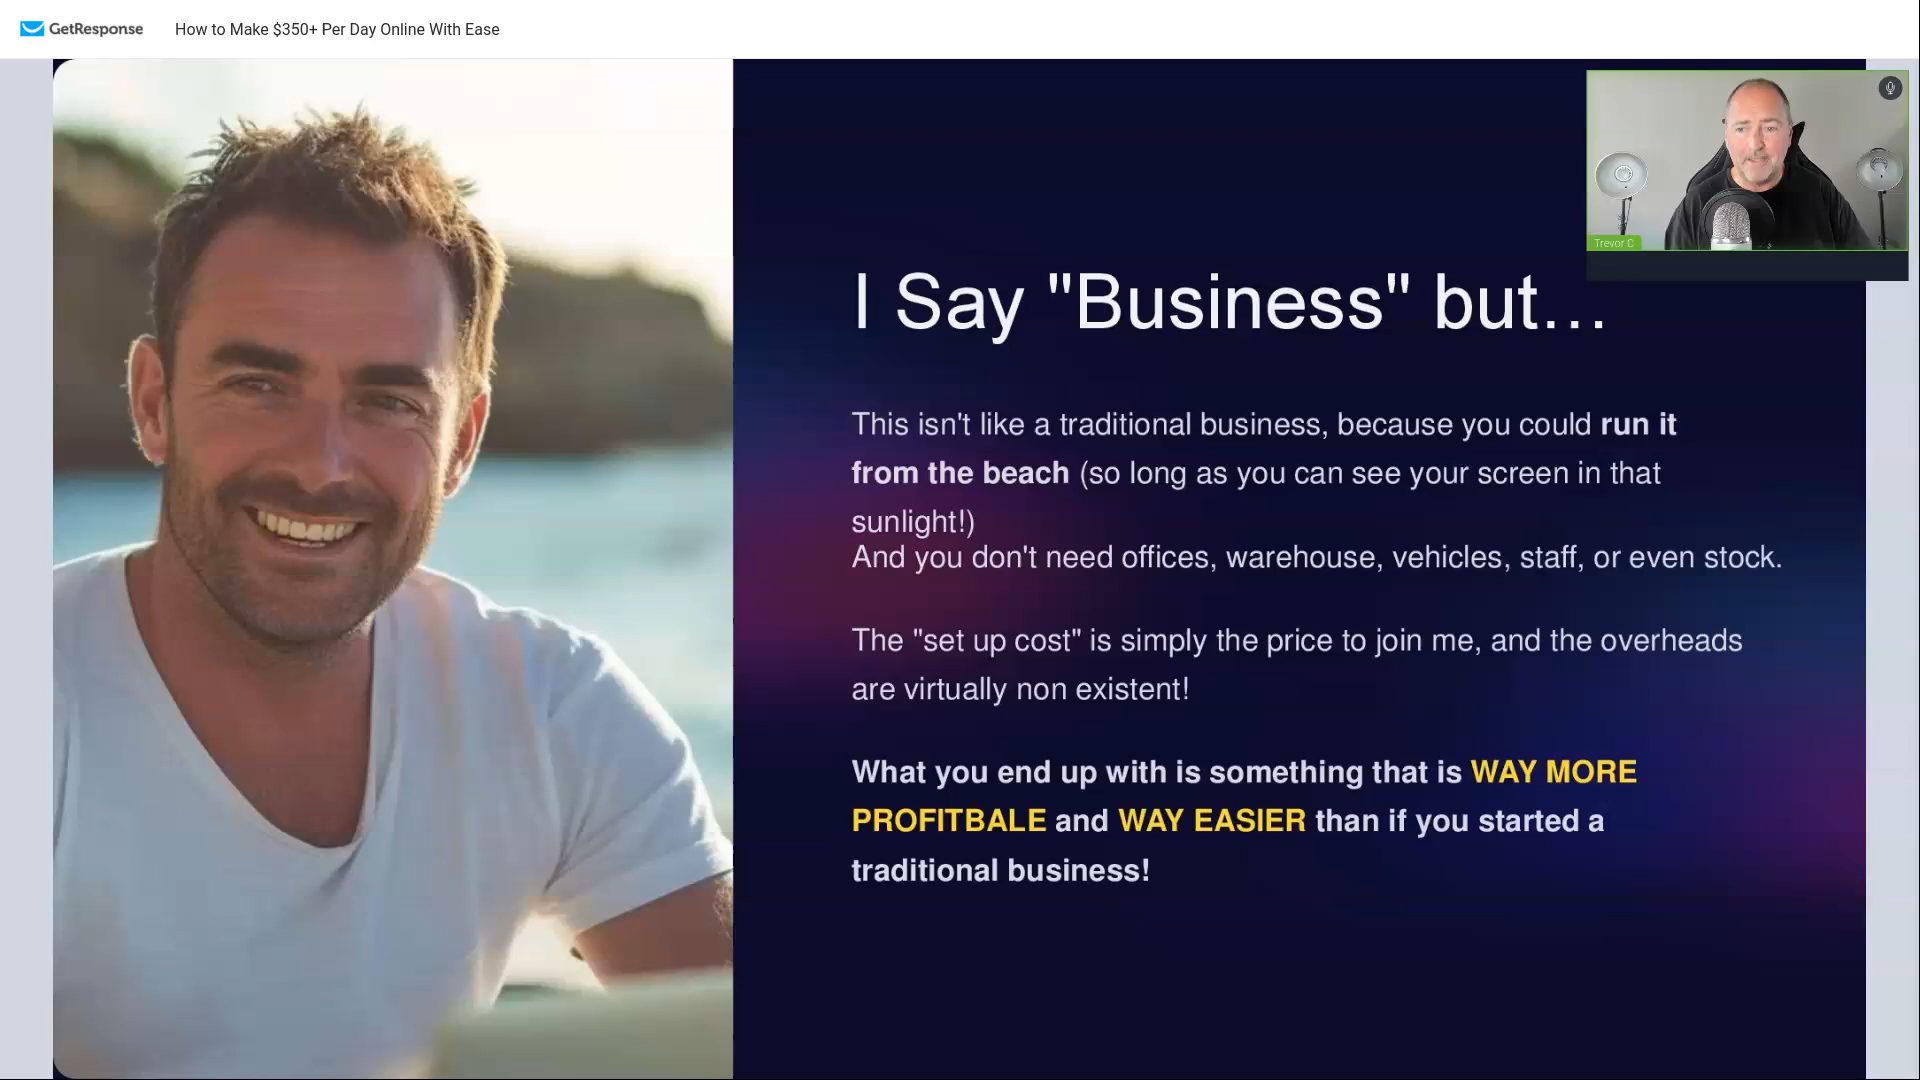 GetResponse How to Make $350+ Per Day Online With Ease
Trevor C
I Say "Business" but…
This isn't like a traditional business, because you could run it
from the beach (so long as you can see your screen in that
sunlight!)
And you don't need offices, warehouse, vehicles, staff, or even stock.
The "set up cost" is simply the price to join me, and the overheads
are virtually non existent!
What you end up with is something that is WAY MORE
PROFITBALE and WAY EASIER than if you started a
traditional business!